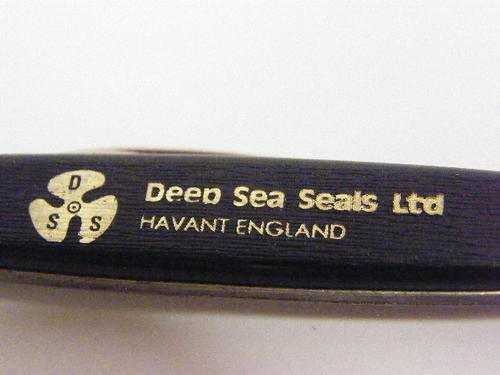 D
S S
Deep Sea Seals Ltd
HAVANT ENGLAND